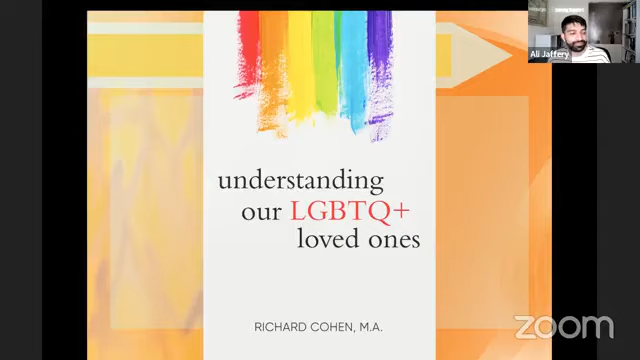 understanding
our LGBTQ+
loved ones
RICHARD COHEN, M.A.
Ali Jaffery
zoom